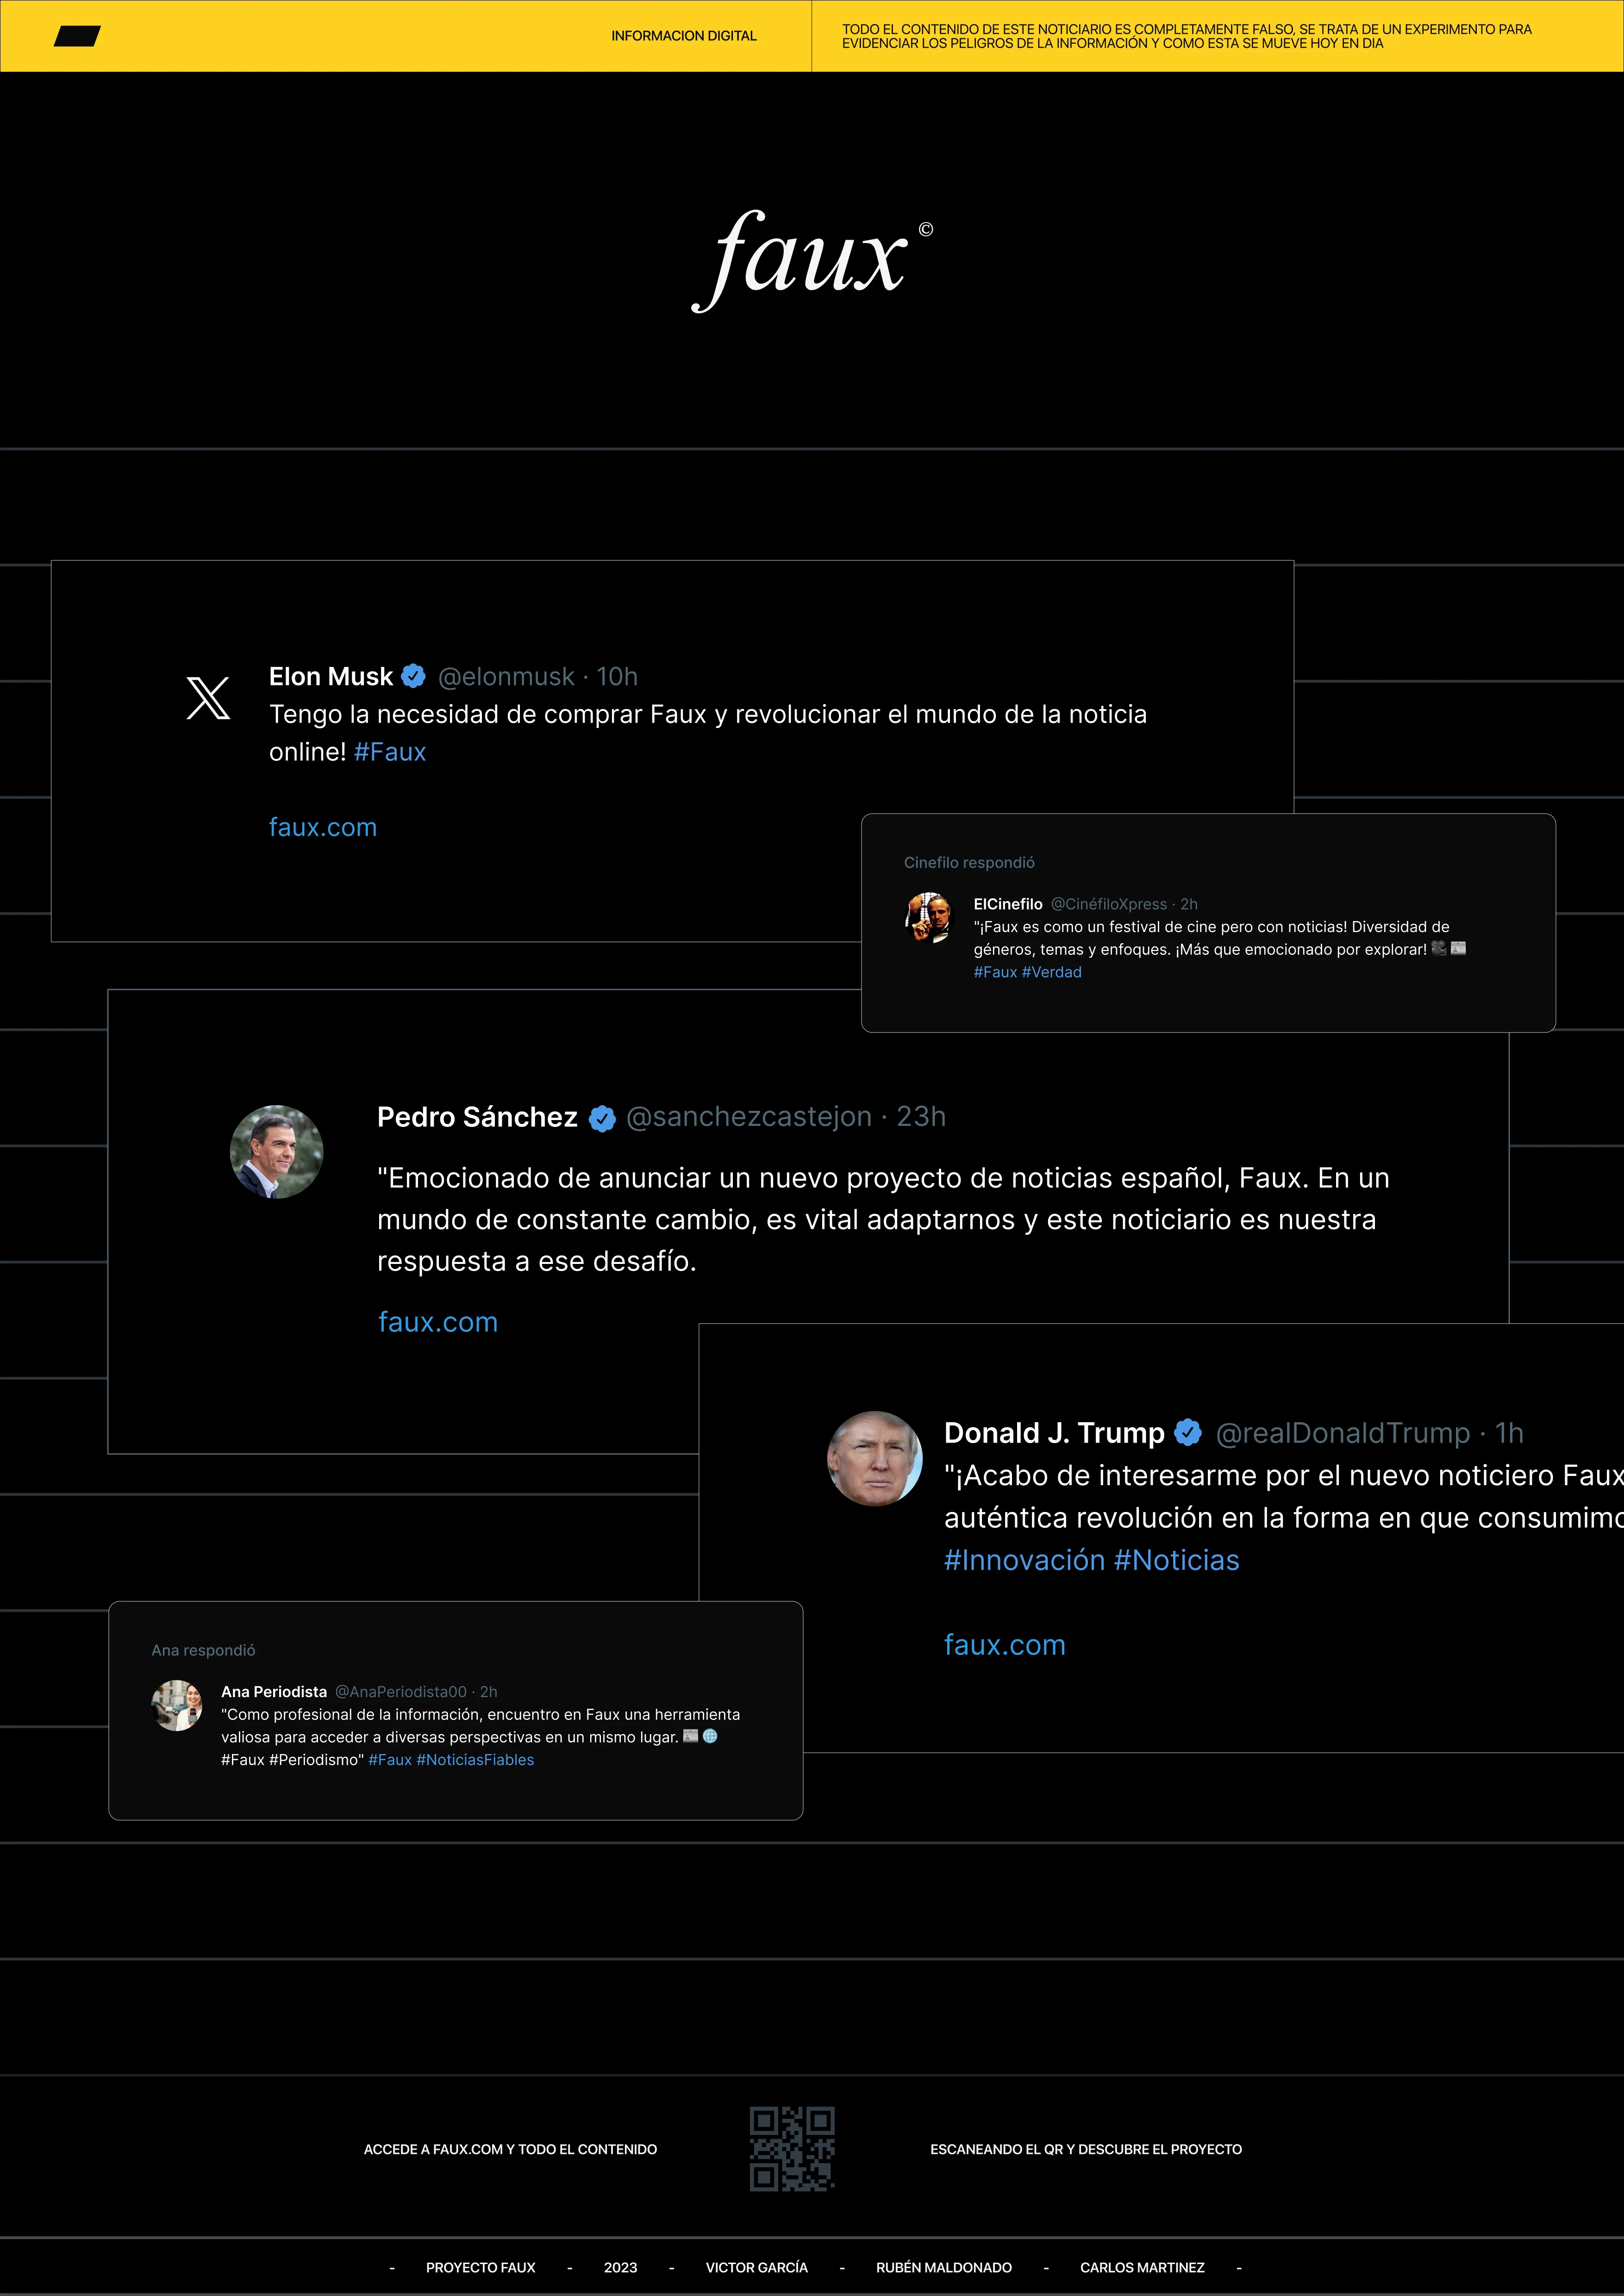 INFORMACION DIGITAL
TODO EL CONTENIDO DE ESTE NOTICIARIO ES COMPLETAMENTE FALSO, SE TRATA DE UN EXPERIMENTO PARA
EVIDENCIAR LOS PELIGROS DE LA INFORMACIÓN Y COMO ESTA SE MUEVE HOY EN DIA
faux ©
Elon Musk @elonmusk · 10h
Tengo la necesidad de comprar Faux y revolucionar el mundo de la noticia
online! #Faux
faux.com
Cinefilo respondió
ElCinefilo @CinéfiloXpress · 2h
"¡Faux es como un festival de cine pero con noticias! Diversidad de
géneros, temas y enfoques. ¡Más que emocionado por explorar! 🎥 📰
#Faux #Verdad
Pedro Sánchez @sanchezcastejon · 23h
"Emocionado de anunciar un nuevo proyecto de noticias español, Faux. En un
mundo de constante cambio, es vital adaptarnos y este noticiario es nuestra
respuesta a ese desafío.
faux.com
Donald J. Trump @realDonaldTrump · 1h
"¡Acabo de interesarme por el nuevo noticiero Faux
auténtica revolución en la forma en que consumimo
#Innovación #Noticias
faux.com
Ana respondió
Ana Periodista @AnaPeriodista00 · 2h
"Como profesional de la información, encuentro en Faux una herramienta
valiosa para acceder a diversas perspectivas en un mismo lugar. 📰 🌐
#Faux #Periodismo" #Faux #NoticiasFiables
ACCEDE A FAUX.COM Y TODO EL CONTENIDO
ESCANEANDO EL QR Y DESCUBRE EL PROYECTO
- PROYECTO FAUX - 2023 - VICTOR GARCÍA - RUBÉN MALDONADO - CARLOS MARTINEZ -